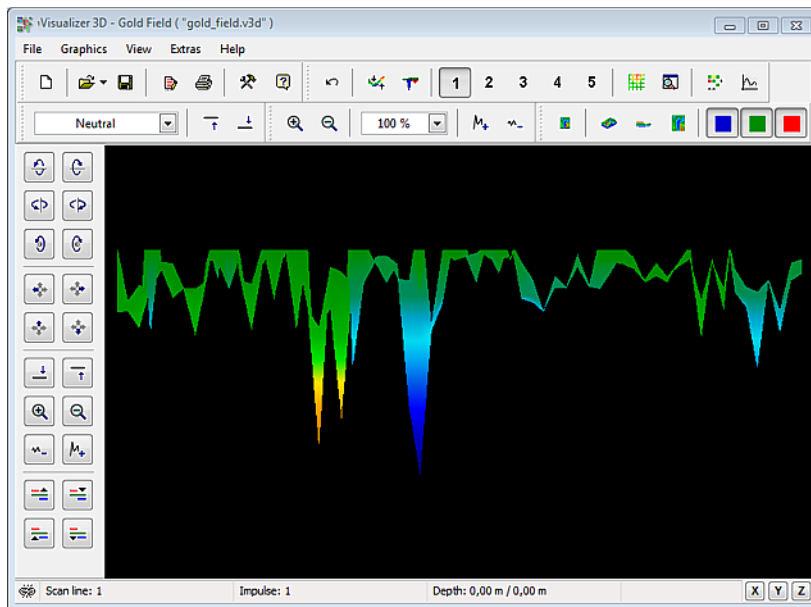 Visualizer 3D - Gold Field ( "gold_field.v3d" )
File Graphics View Extras Help
1 2 3 4 5
Neutral 100 %
Scan line: 1 Impulse: 1 Depth: 0,00 m / 0,00 m X Y Z